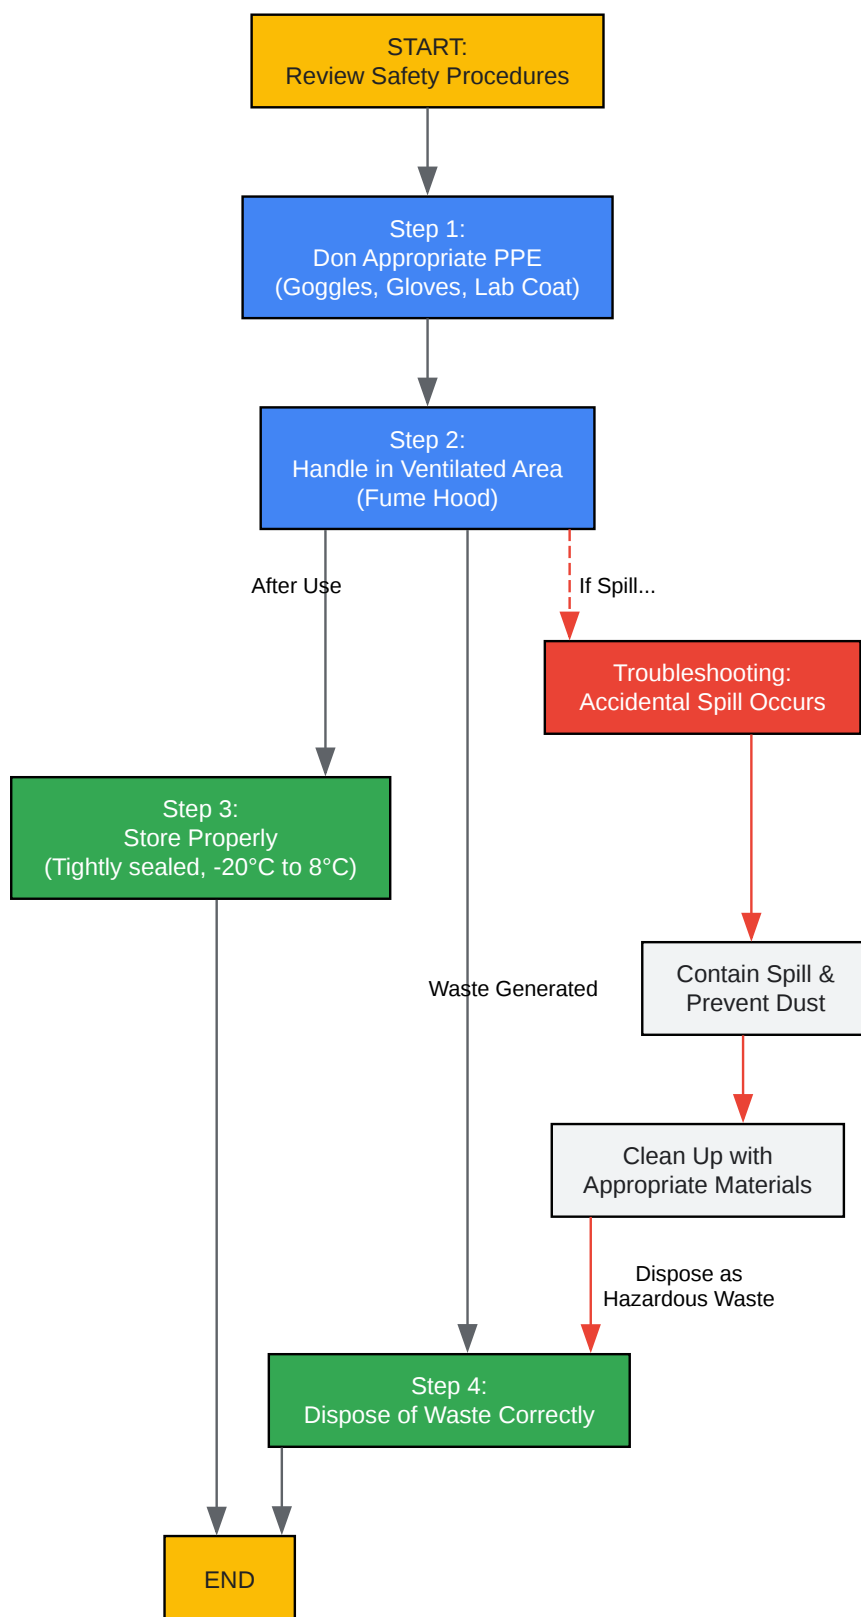 START:
Review Safety Procedures
Step 1:
Don Appropriate PPE
(Goggles, Gloves, Lab Coat)
Step 2:
Handle in Ventilated Area
(Fume Hood)
After Use
If Spill...
Troubleshooting:
Accidental Spill Occurs
Step 3:
Store Properly
(Tightly sealed, -20°C to 8°C)
Waste Generated
Contain Spill &
Prevent Dust
Clean Up with
Appropriate Materials
Dispose as
Hazardous Waste
Step 4:
Dispose of Waste Correctly
END